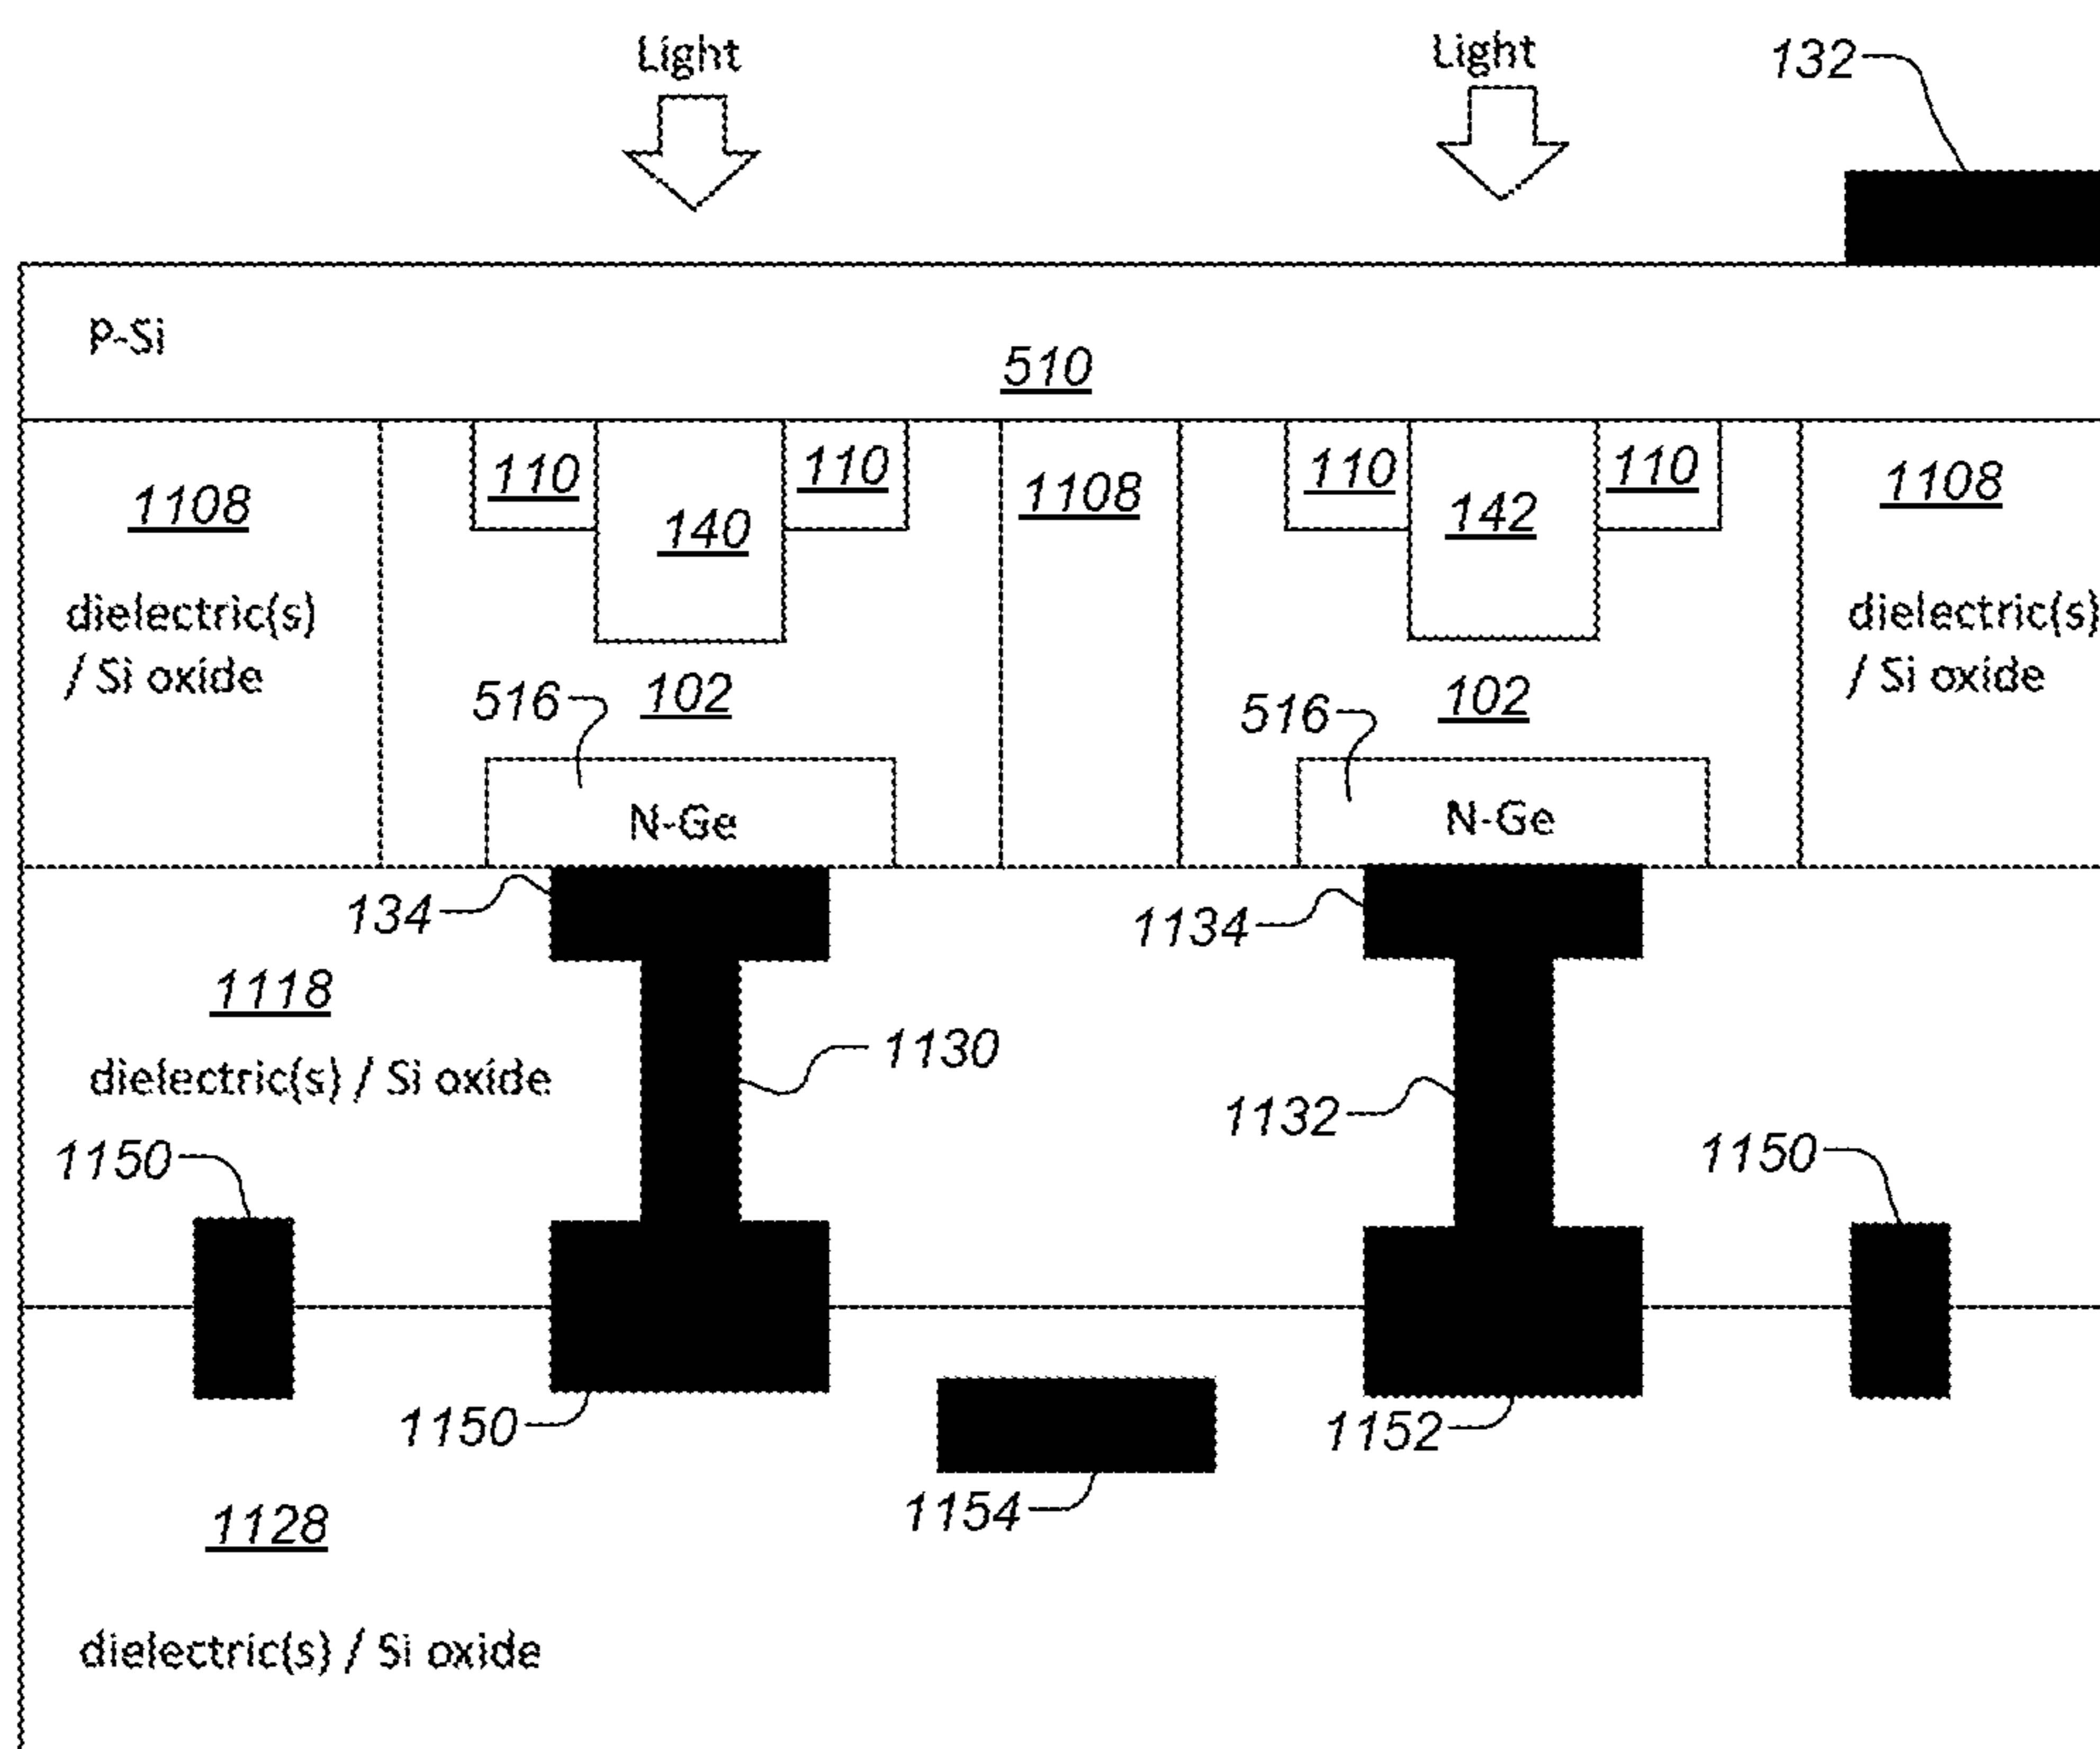 Light
Light
132
P-Si
510
110
110
110
110
1108
1108
1108
140
142
dielectric(s)
/ Si oxide
dielectric(s)
/ Si oxide
516
102
516
102
N-Ge
N-Ge
134
1134
1118
1130
dielectric(s) / Si oxide
1132
1150
1150
1150
1152
1154
1128
dielectric(s) / Si oxide